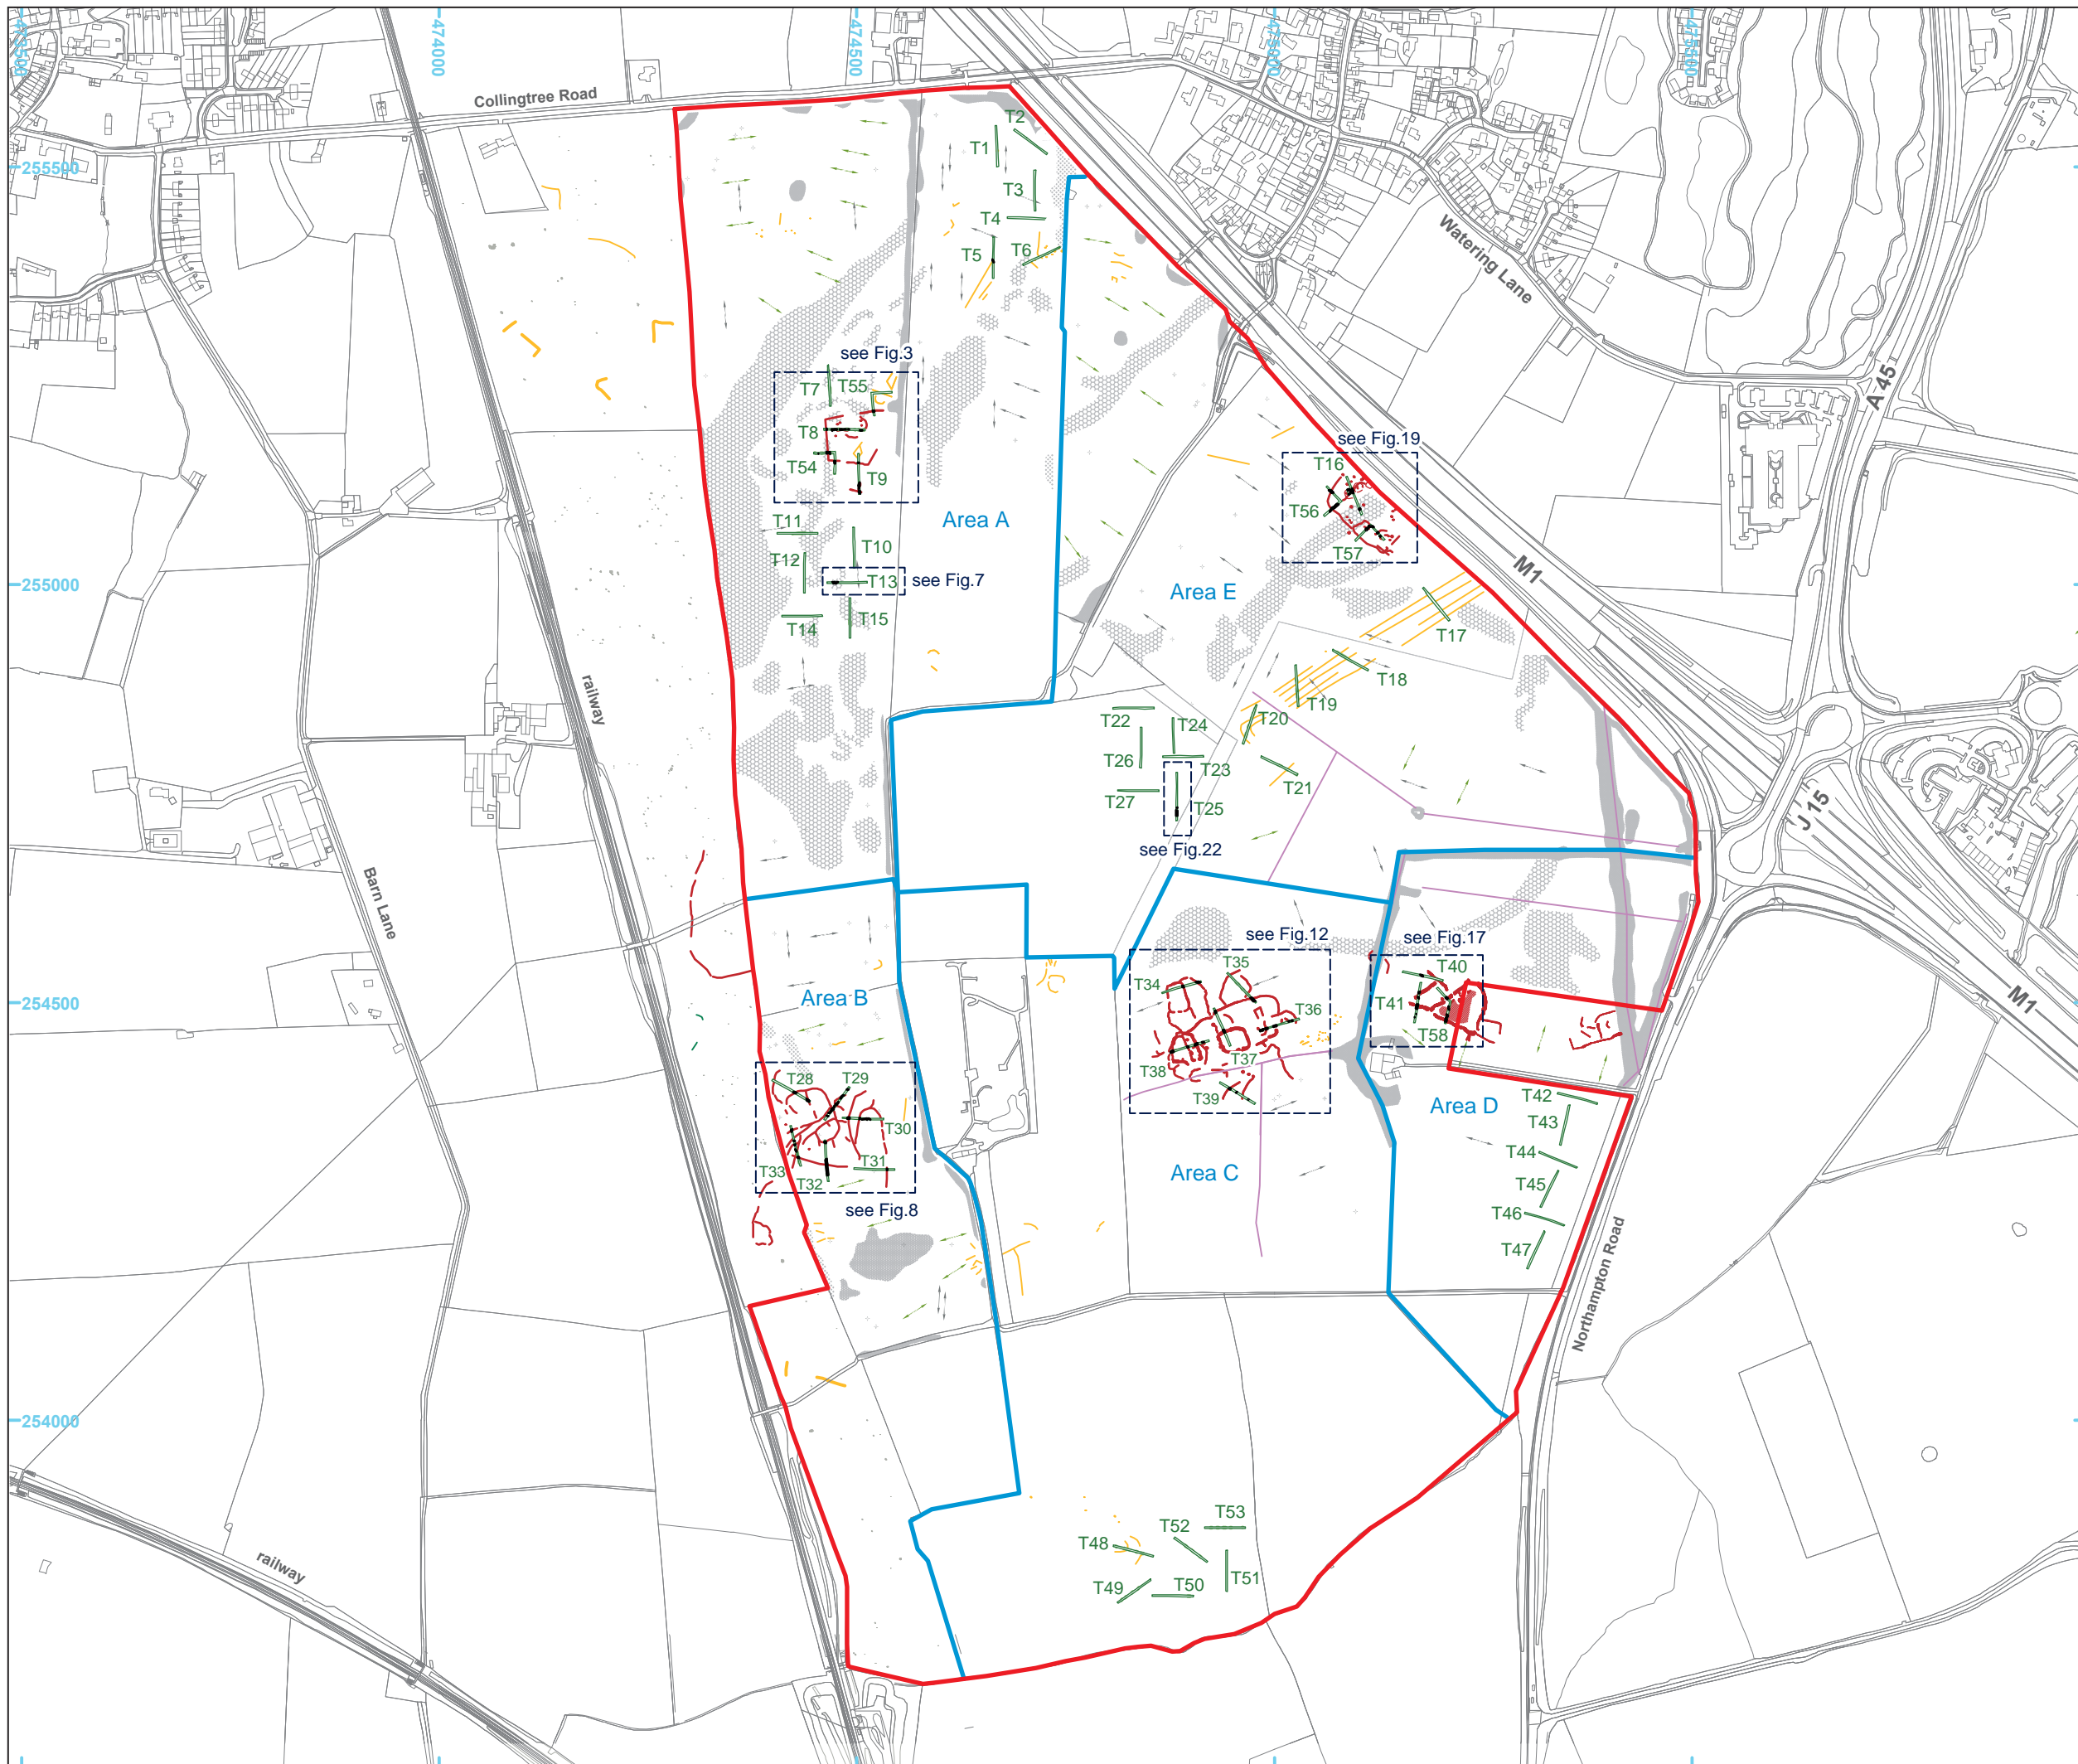 473500
474000
474500
475000
475500
Collingtree Road
255500
T1
T2
T3
T4
T5
T6
Watering Lane
A 45
see Fig.3
T7
T55
T8
T54
T9
see Fig.19
T16
T56
T57
Area A
T11
T10
T12
T13
see Fig.7
T14
T15
255000
M1
Area E
T17
T18
T19
T20
T21
railway
T22
T24
T26
T23
T27
T25
see Fig.22
J 15
Barn Lane
see Fig.12
see Fig.17
T34
T35
T36
T37
T38
T39
T40
T41
T58
M1
254500
Area B
T28
T29
T30
T31
T33
T32
see Fig.8
Area C
Area D
T42
T43
T44
T45
T46
T47
Northampton Road
254000
T53
T52
T48
T51
T50
T49
railway